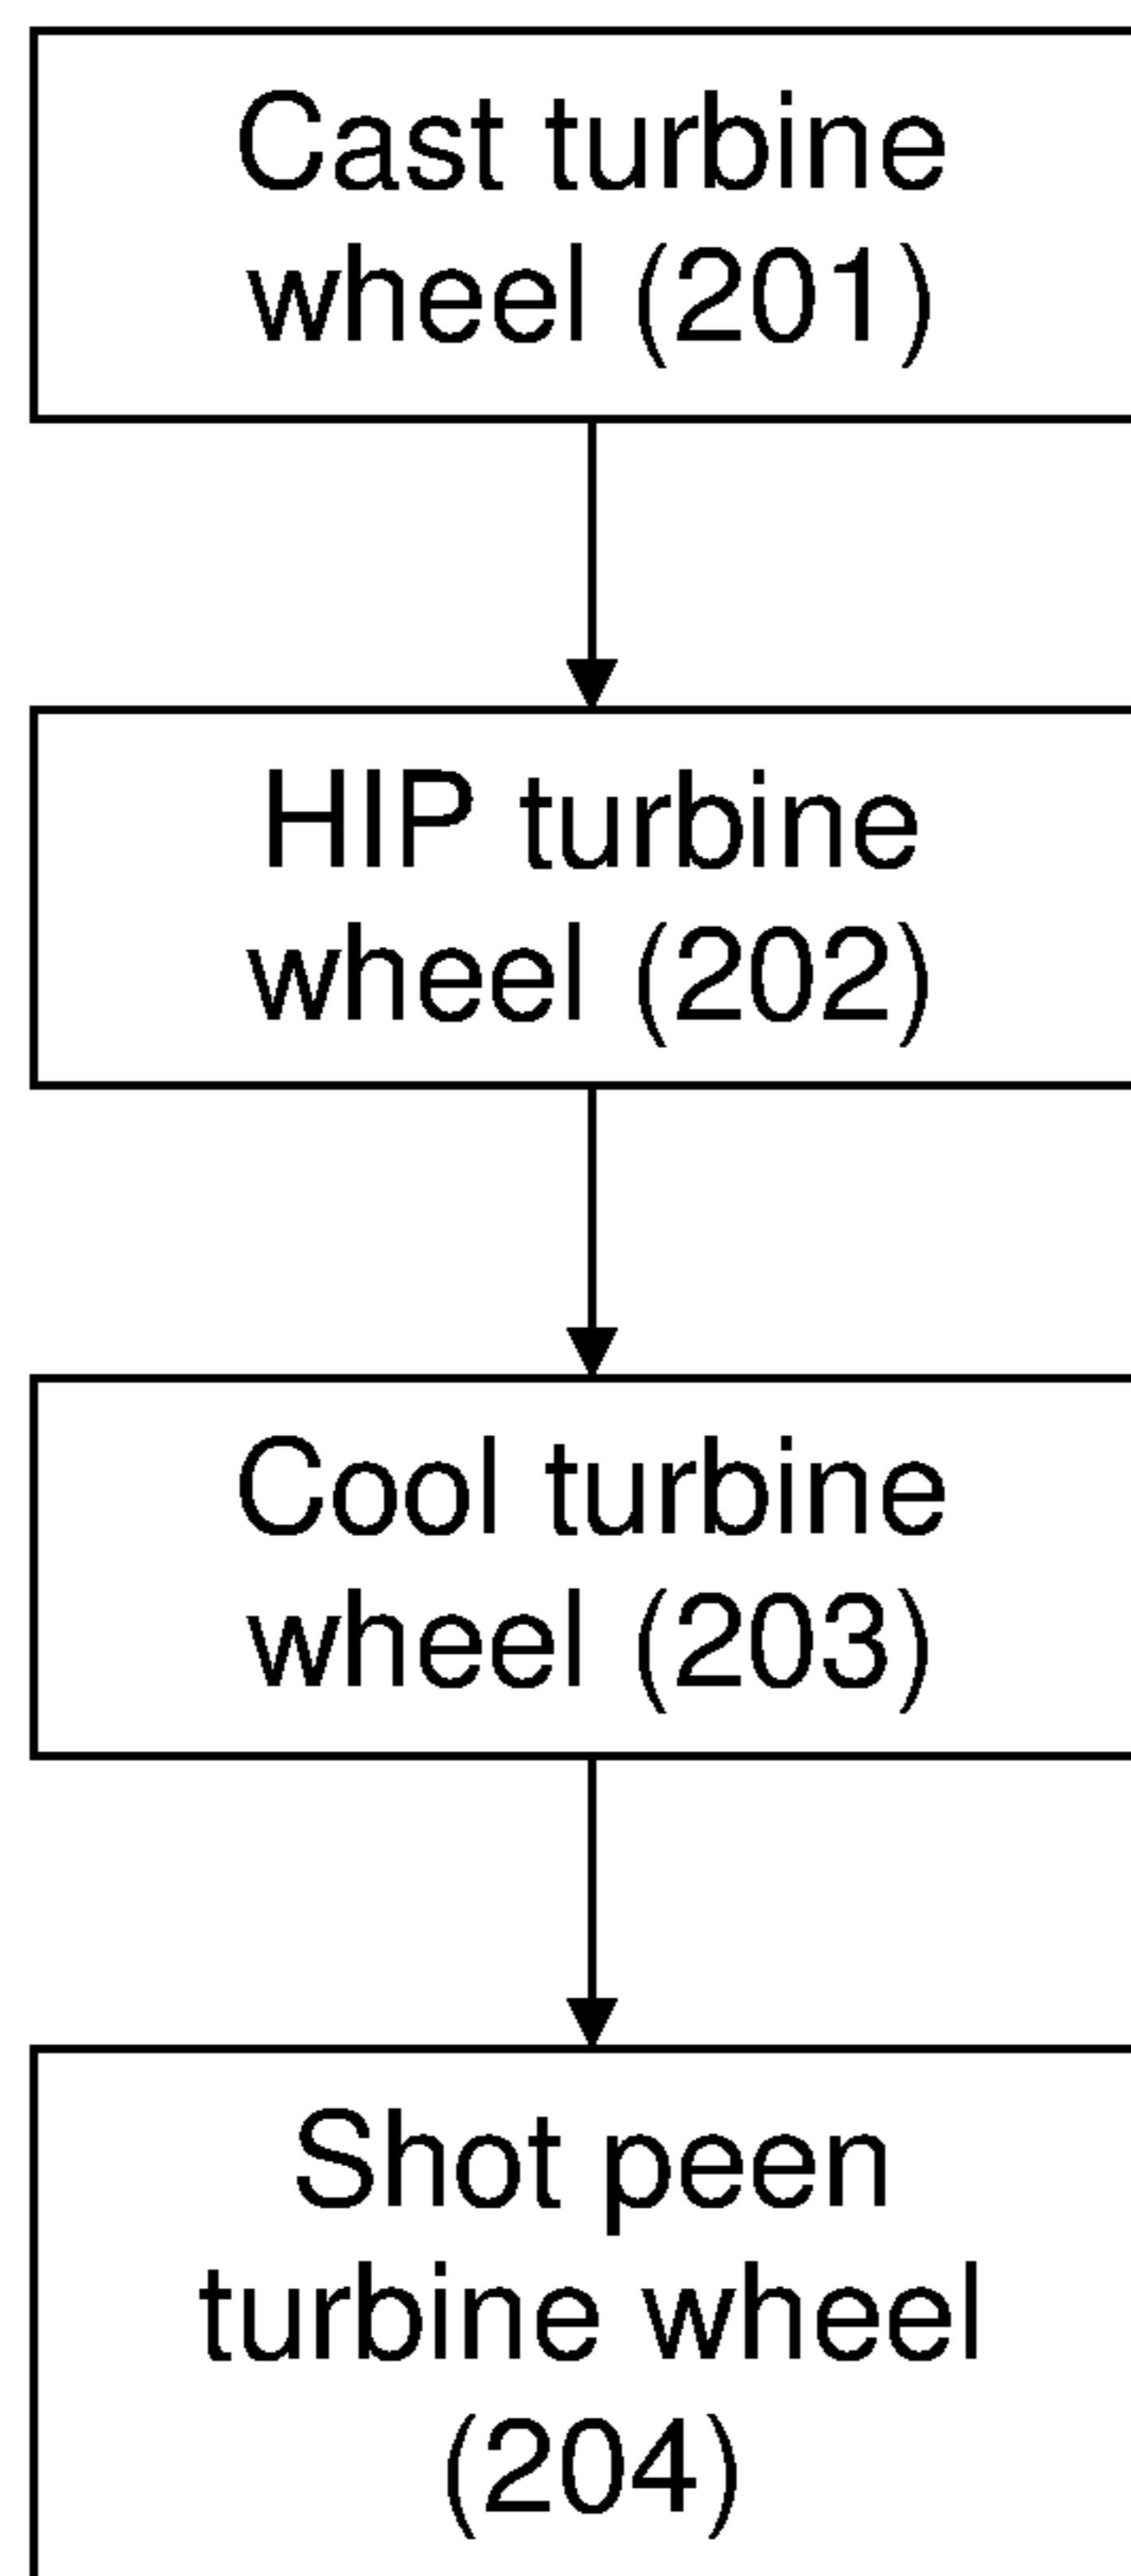 Cast turbine
wheel (201)
HIP turbine
wheel (202)
Cool turbine
wheel (203)
Shot peen
turbine wheel
(204)